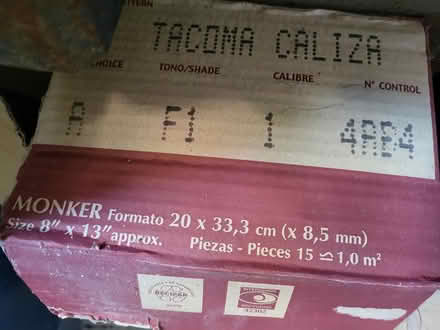 TTERN
TACOMA CALIZA
CHOICE TONO/SHADE CALIBRE Nº CONTROL
A F1 1
MONKER Formato 20 x 33,3 cm (x 8,5 mm)
Size 8" x 13" approx. Piezas - Pieces 15 ≃ 1,0 m²